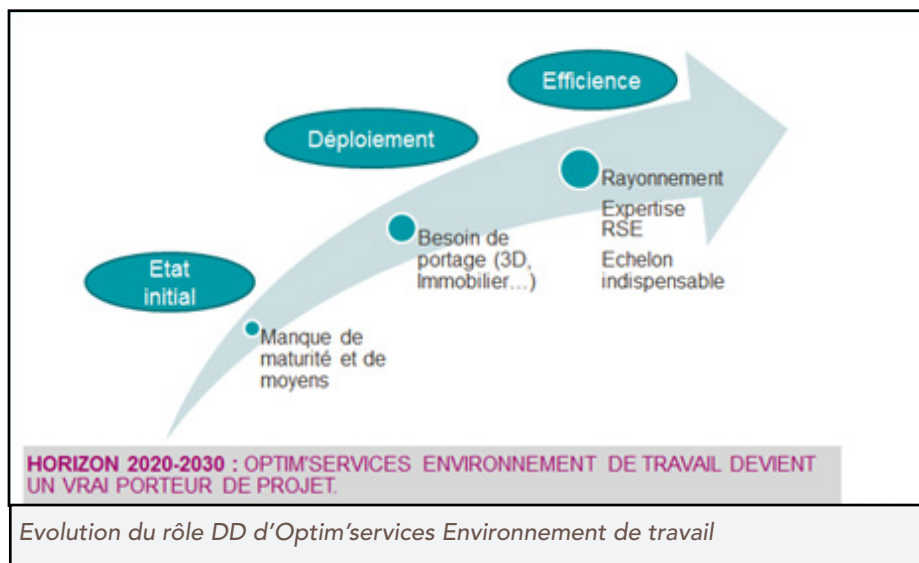 Efficience
Déploiement
Rayonnement
Expertise
RSE
Echelon
indispensable
Besoin de
portage (3D,
Immobilier...)
Etat
initial
Manque de
maturité et de
moyens
HORIZON 2020-2030 : OPTIM'SERVICES ENVIRONNEMENT DE TRAVAIL DEVIENT
UN VRAI PORTEUR DE PROJET.
Evolution du rôle DD d'Optim'services Environnement de travail